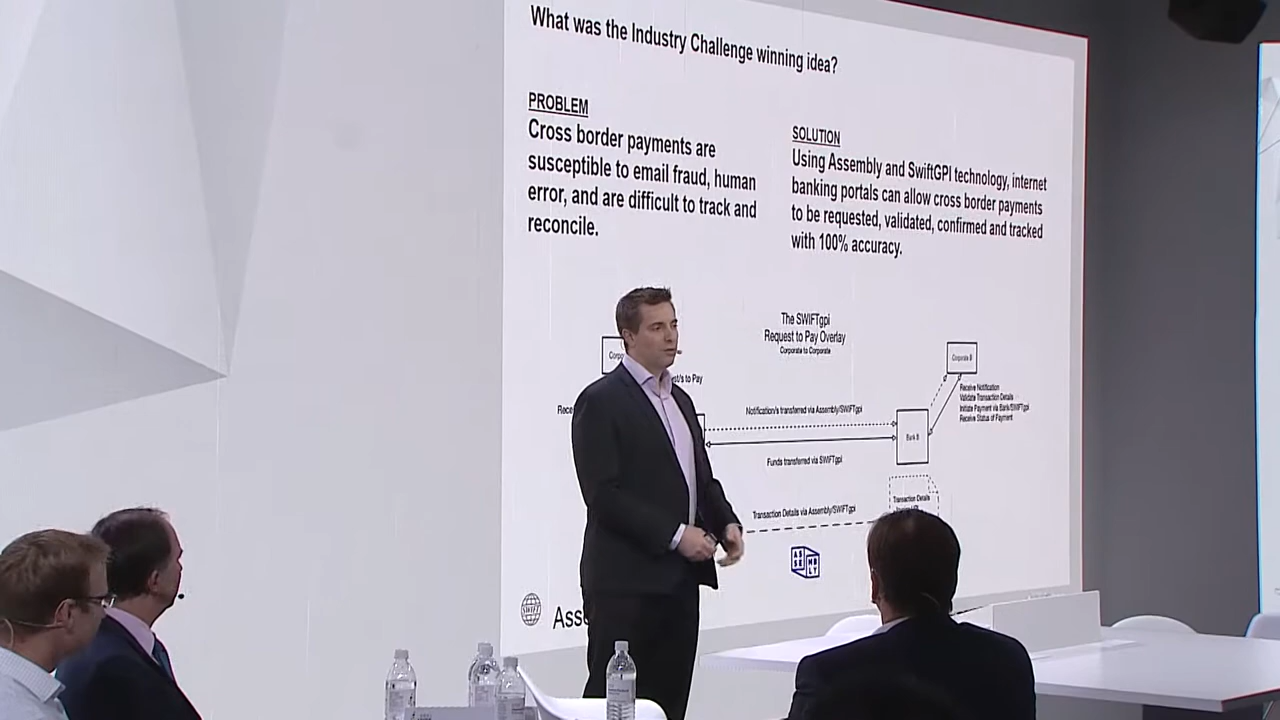 What was the Industry Challenge winning idea?
PROBLEM
Cross border payments are
susceptible to email fraud, human
error, and are difficult to track and
reconcile.
SOLUTION
Using Assembly and SwiftGPI technology, internet
banking portals can allow cross border payments
to be requested, validated, confirmed and tracked
with 100% accuracy.
The SWIFTgpi
Request to Pay Overlay
Corporate to Corporate
to Pay
Corporate B
Receive Notification
Validate Transaction Details
Initiate Payment via Bank/SWIFTgpi
Receive Status of Payment
Notification/s transferred via Assembly/SWIFTgpi
Bank B
Funds transferred via SWIFTgpi
Transaction Details
Transaction Details via Assembly/SWIFTgpi
ASSEMBLY
SWIFT